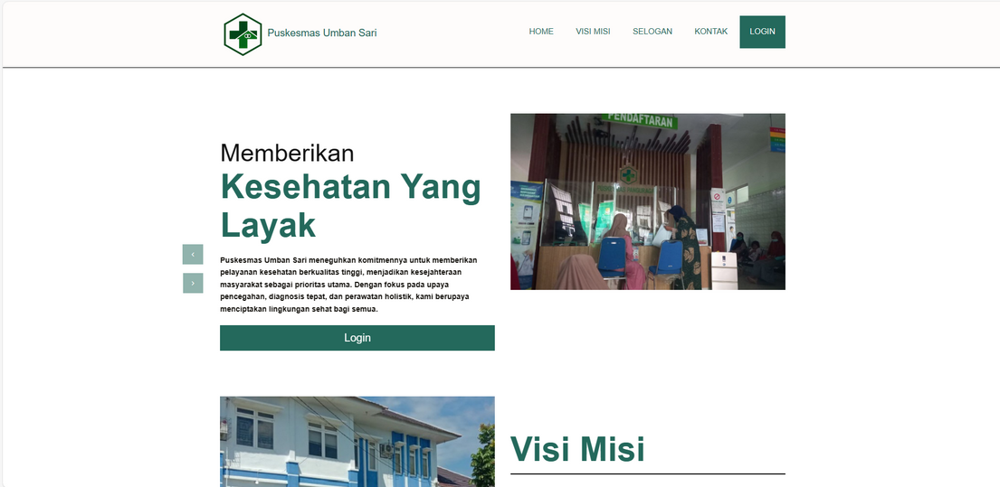 Puskesmas Umban Sari
HOME
VISI MISI
SELOGAN
KONTAK
LOGIN
PENDAFTARAN
Memberikan
Kesehatan Yang
Layak
Puskesmas Umban Sari meneguhkan komitmennya untuk memberikan
pelayanan kesehatan berkualitas tinggi, menjadikan kesejahteraan
masyarakat sebagai prioritas utama. Dengan fokus pada upaya
pencegahan, diagnosis tepat, dan perawatan holistik, kami berupaya
menciptakan lingkungan sehat bagi semua.
Login
Visi Misi